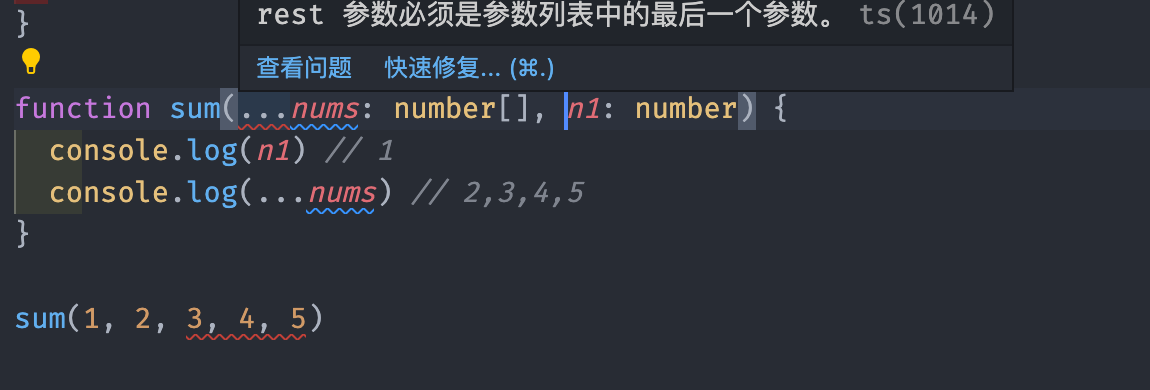 rest 参数必须是参数列表中的最后一个参数。 ts(1014)
}
查看问题 快速修复... (⌘.)
function sum(...nums: number[], n1: number) {
  console.log(n1) // 1
  console.log(...nums) // 2,3,4,5
}
sum(1, 2, 3, 4, 5)